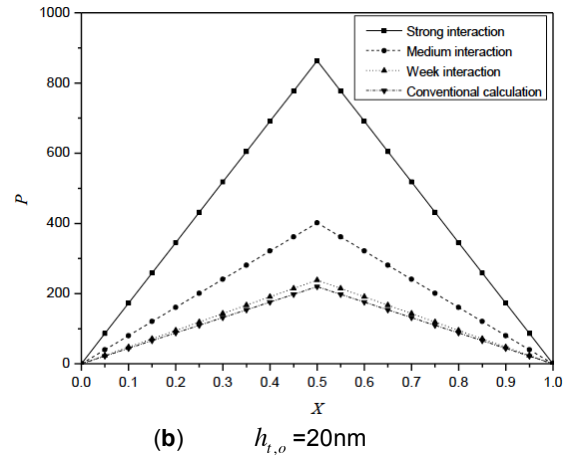 1000
800
600
400
200
0
P
Strong interaction
Medium interaction
Week interaction
Conventional calculation
0.0 0.1 0.2 0.3 0.4 0.5 0.6 0.7 0.8 0.9 1.0
X
(b) h_{t,o} =20nm